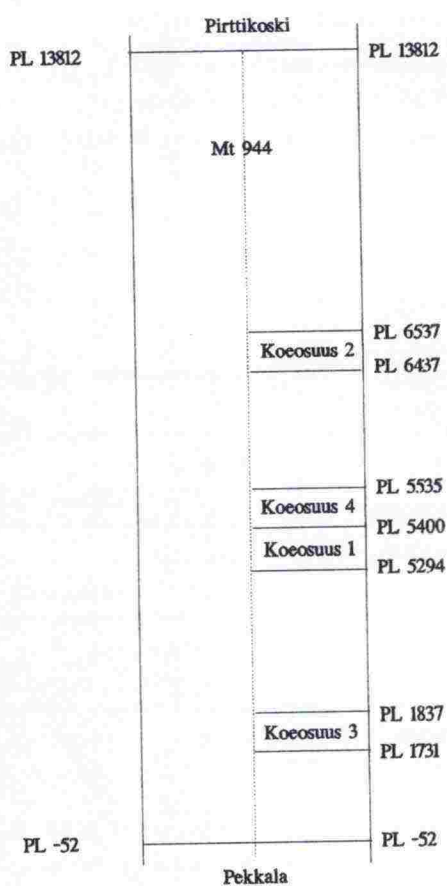 Pirttikoski
PL 13812
PL 13812
Mt 944
PL 6537
Koeosuus 2
PL 6437
PL 5535
Koeosuus 4
PL 5400
Koeosuus 1
PL 5294
PL 1837
Koeosuus 3
PL 1731
PL -52
PL -52
Pekkala